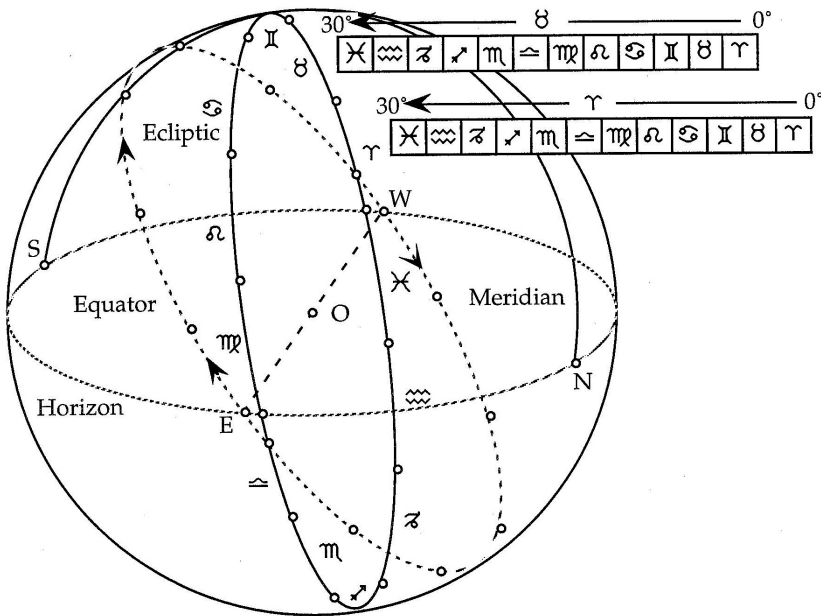 30° ♉ 0°
♓ ♒ ♑ ♐ ♏ ♎ ♍ ♌ ♋ ♊ ♉ ♈
30° ♈ 0°
♓ ♒ ♑ ♐ ♏ ♎ ♍ ♌ ♋ ♊ ♉ ♈
♊
♉
♋
Ecliptic
♈
W
♌
S
♓
Equator
O
Meridian
♍
N
♒
Horizon
E
♎
♑
♏
♐